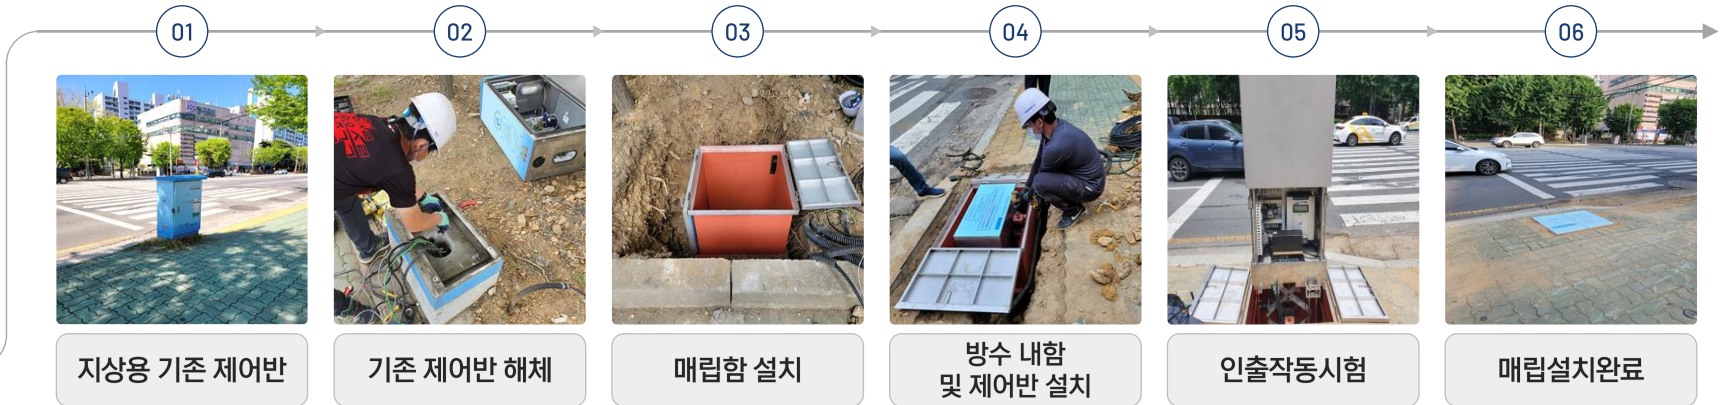 01
02
03
04
05
06
지상용 기존 제어반
기존 제어반 해체
매립함 설치
방수 내함
및 제어반 설치
인출작동시험
매립설치완료